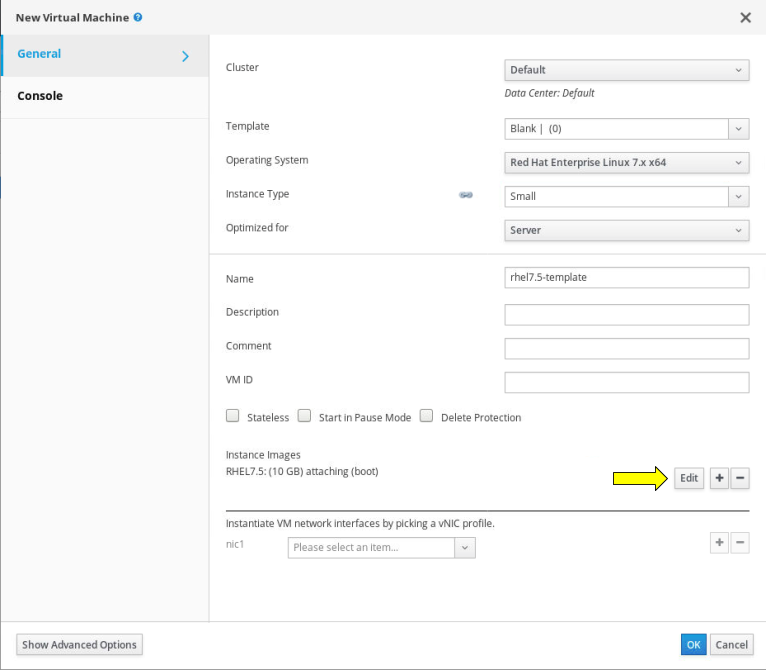 New Virtual Machine
General
Console
Cluster
Default
Data Center: Default
Template
Blank | (0)
Operating System
Red Hat Enterprise Linux 7.x x64
Instance Type
Small
Optimized for
Server
Name
rhel7.5-template
Description
Comment
VM ID
Stateless Start in Pause Mode Delete Protection
Instance Images
RHEL7.5: (10 GB) attaching (boot)
Edit + −
Instantiate VM network interfaces by picking a vNIC profile.
nic1
Please select an item...
+ −
Show Advanced Options
OK Cancel